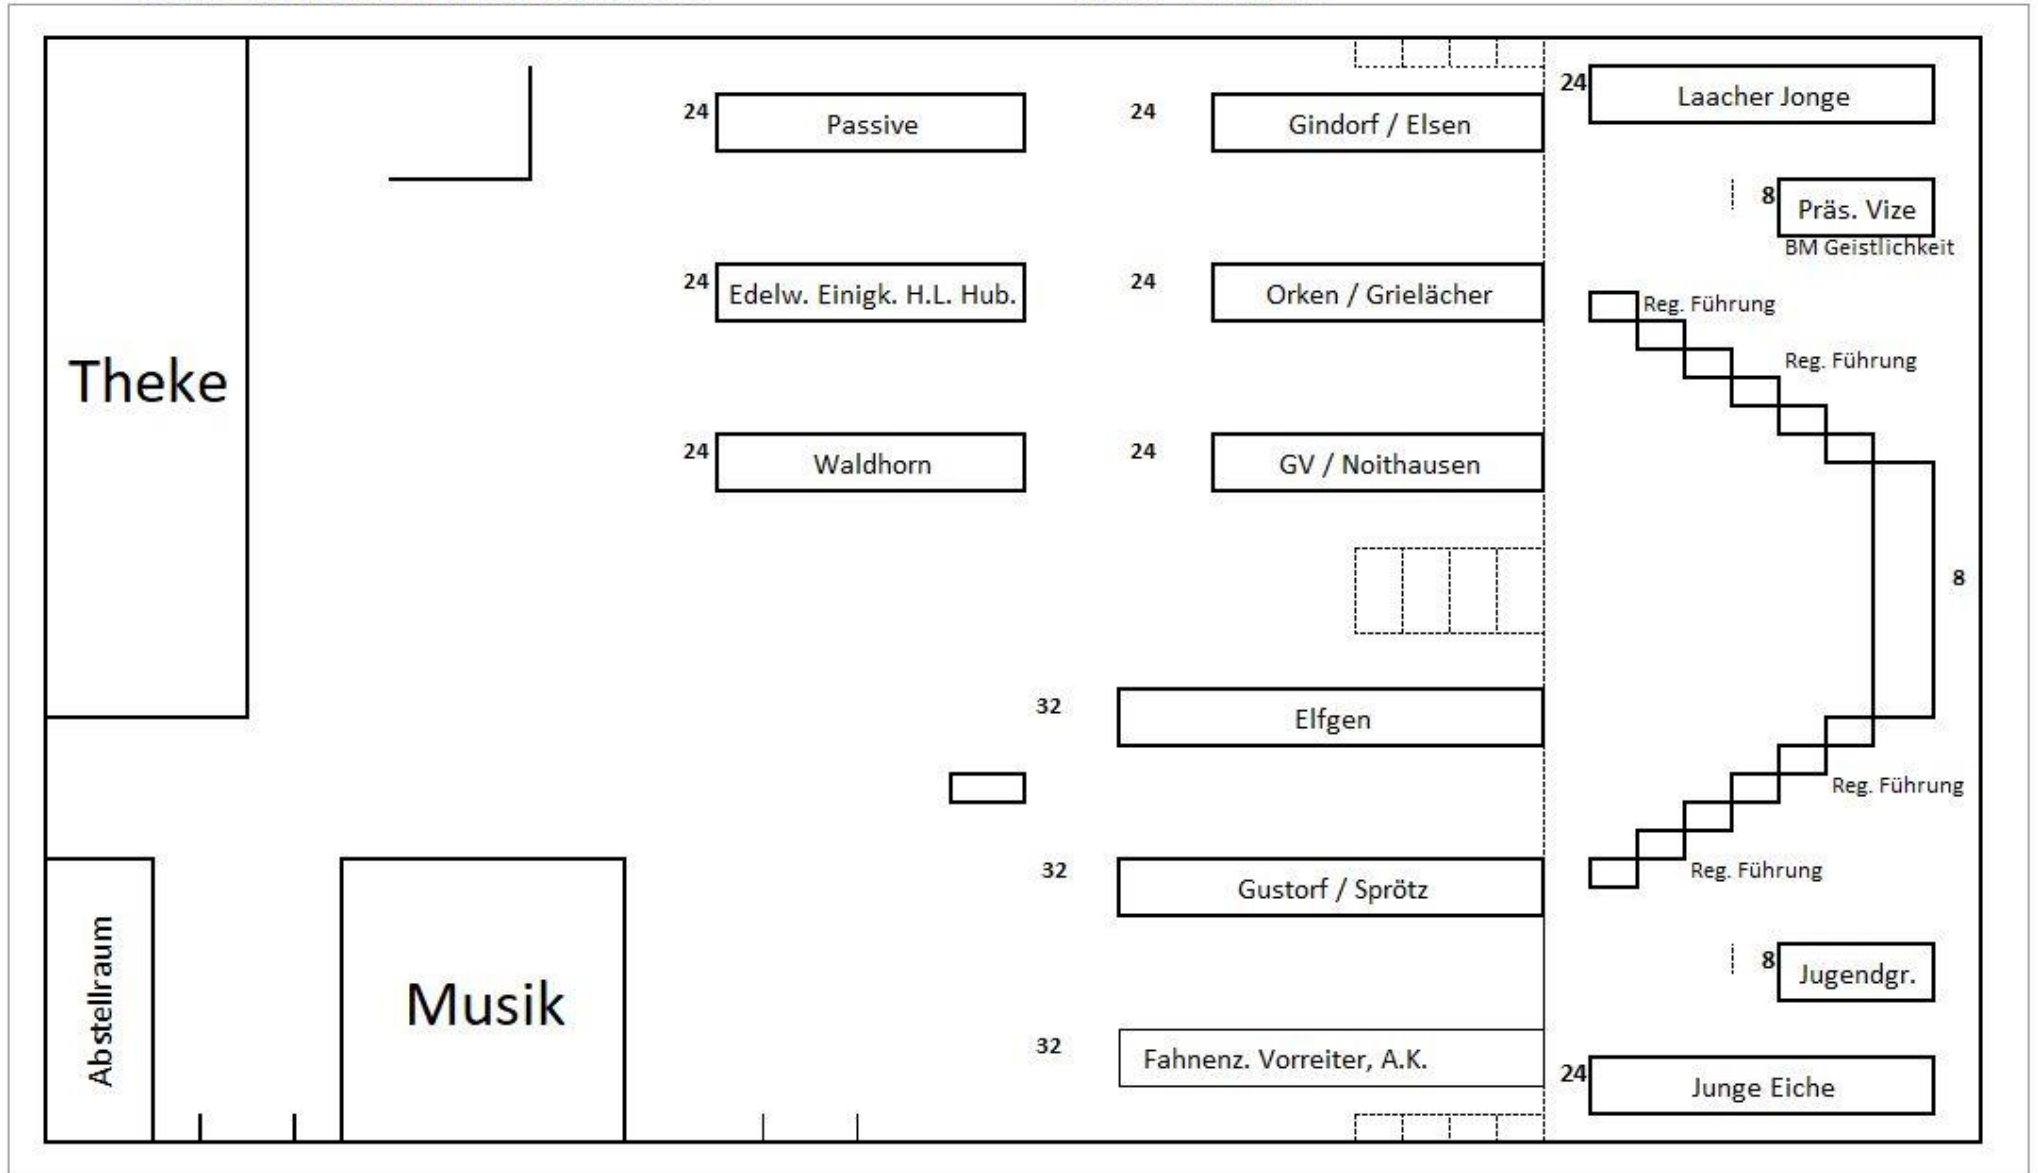 24 Laacher Jonge
24 Passive
24 Gindorf / Elsen
8 Präs. Vize
BM Geistlichkeit
24 Edelw. Einigk. H.L. Hub.
24 Orken / Grielächer
Reg. Führung
Reg. Führung
Theke
24 Waldhorn
24 GV / Noithausen
8
32 Elfgen
Reg. Führung
32 Gustorf / Sprötz
Reg. Führung
Abstellraum
Musik
8 Jugendgr.
32 Fahnenz. Vorreiter, A.K.
24 Junge Eiche